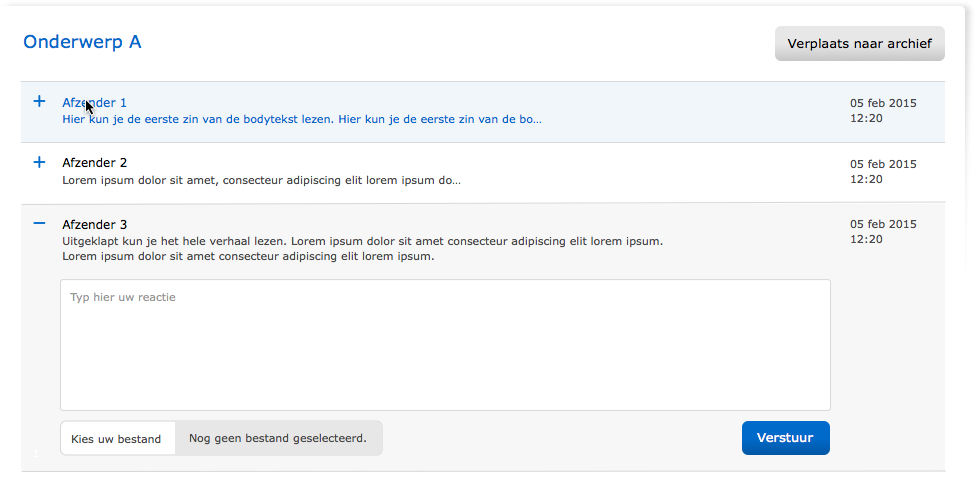 Onderwerp A
Verplaats naar archief
Afzender 1
05 feb 2015
Hier kun je de eerste zin van de bodytekst lezen. Hier kun je de eerste zin van de bo...
12:20
Afzender 2
05 feb 2015
Lorem ipsum dolor sit amet, consecteur adipiscing elit lorem ipsum do...
12:20
Afzender 3
05 feb 2015
Uitgeklapt kun je het hele verhaal lezen. Lorem ipsum dolor sit amet consecteur adipiscing elit lorem ipsum.
12:20
Lorem ipsum dolor sit amet consecteur adipiscing elit lorem ipsum.
Typ hier uw reactie
Kies uw bestand
Nog geen bestand geselecteerd.
Verstuur